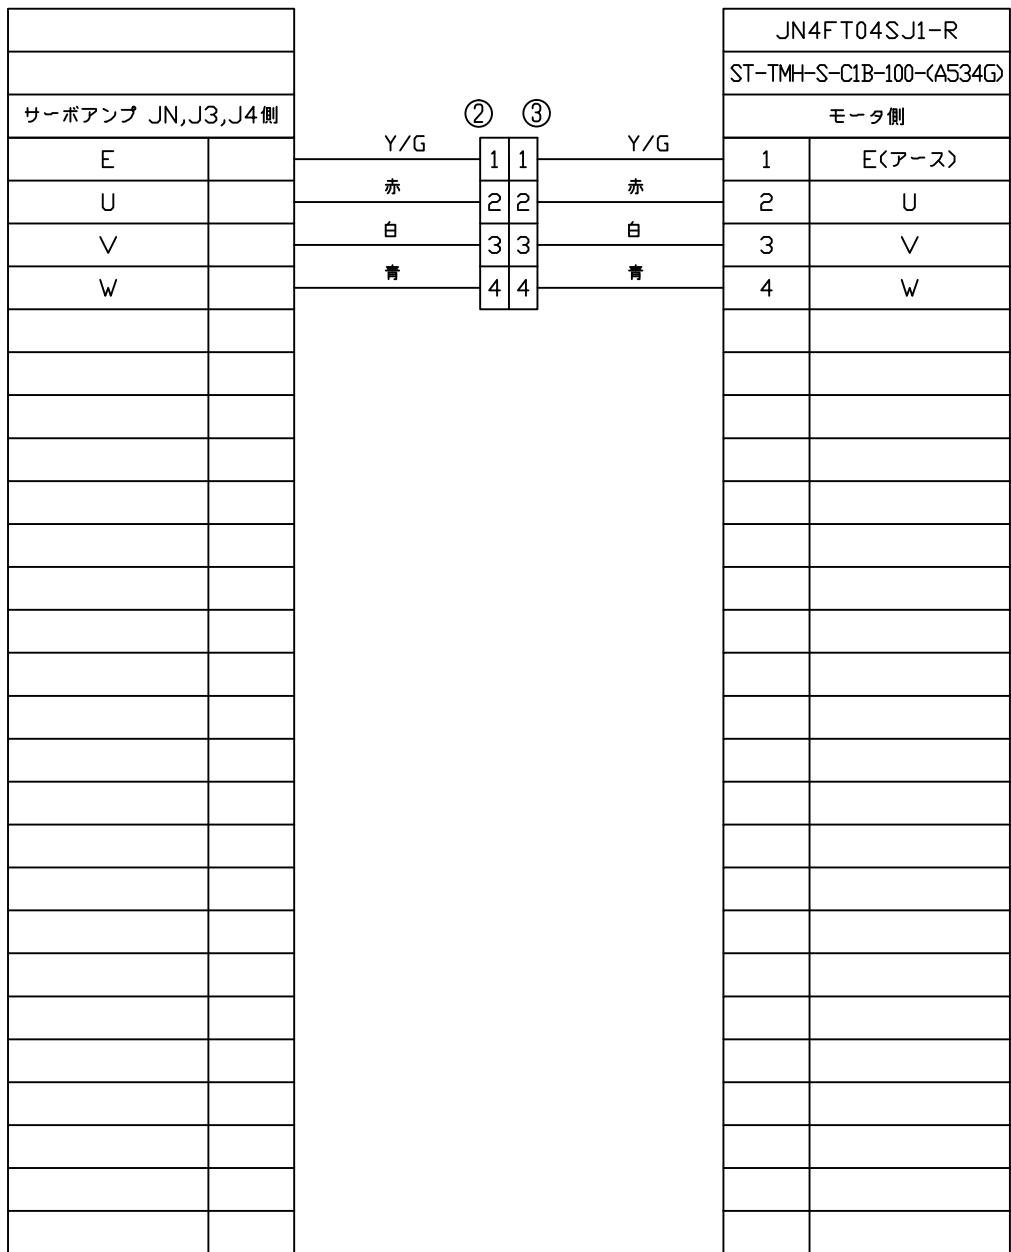 JN4FT04SJ1-R
ST-TMH-S-C1B-100-(A534G)
サーボアンプ JN,J3,J4側 ② ③ モータ側
Y/G Y/G
E 1 1 1 E(アース)
赤 赤
U 2 2 2 U
白 白
V 3 3 3 V
青 青
W 4 4 4 W